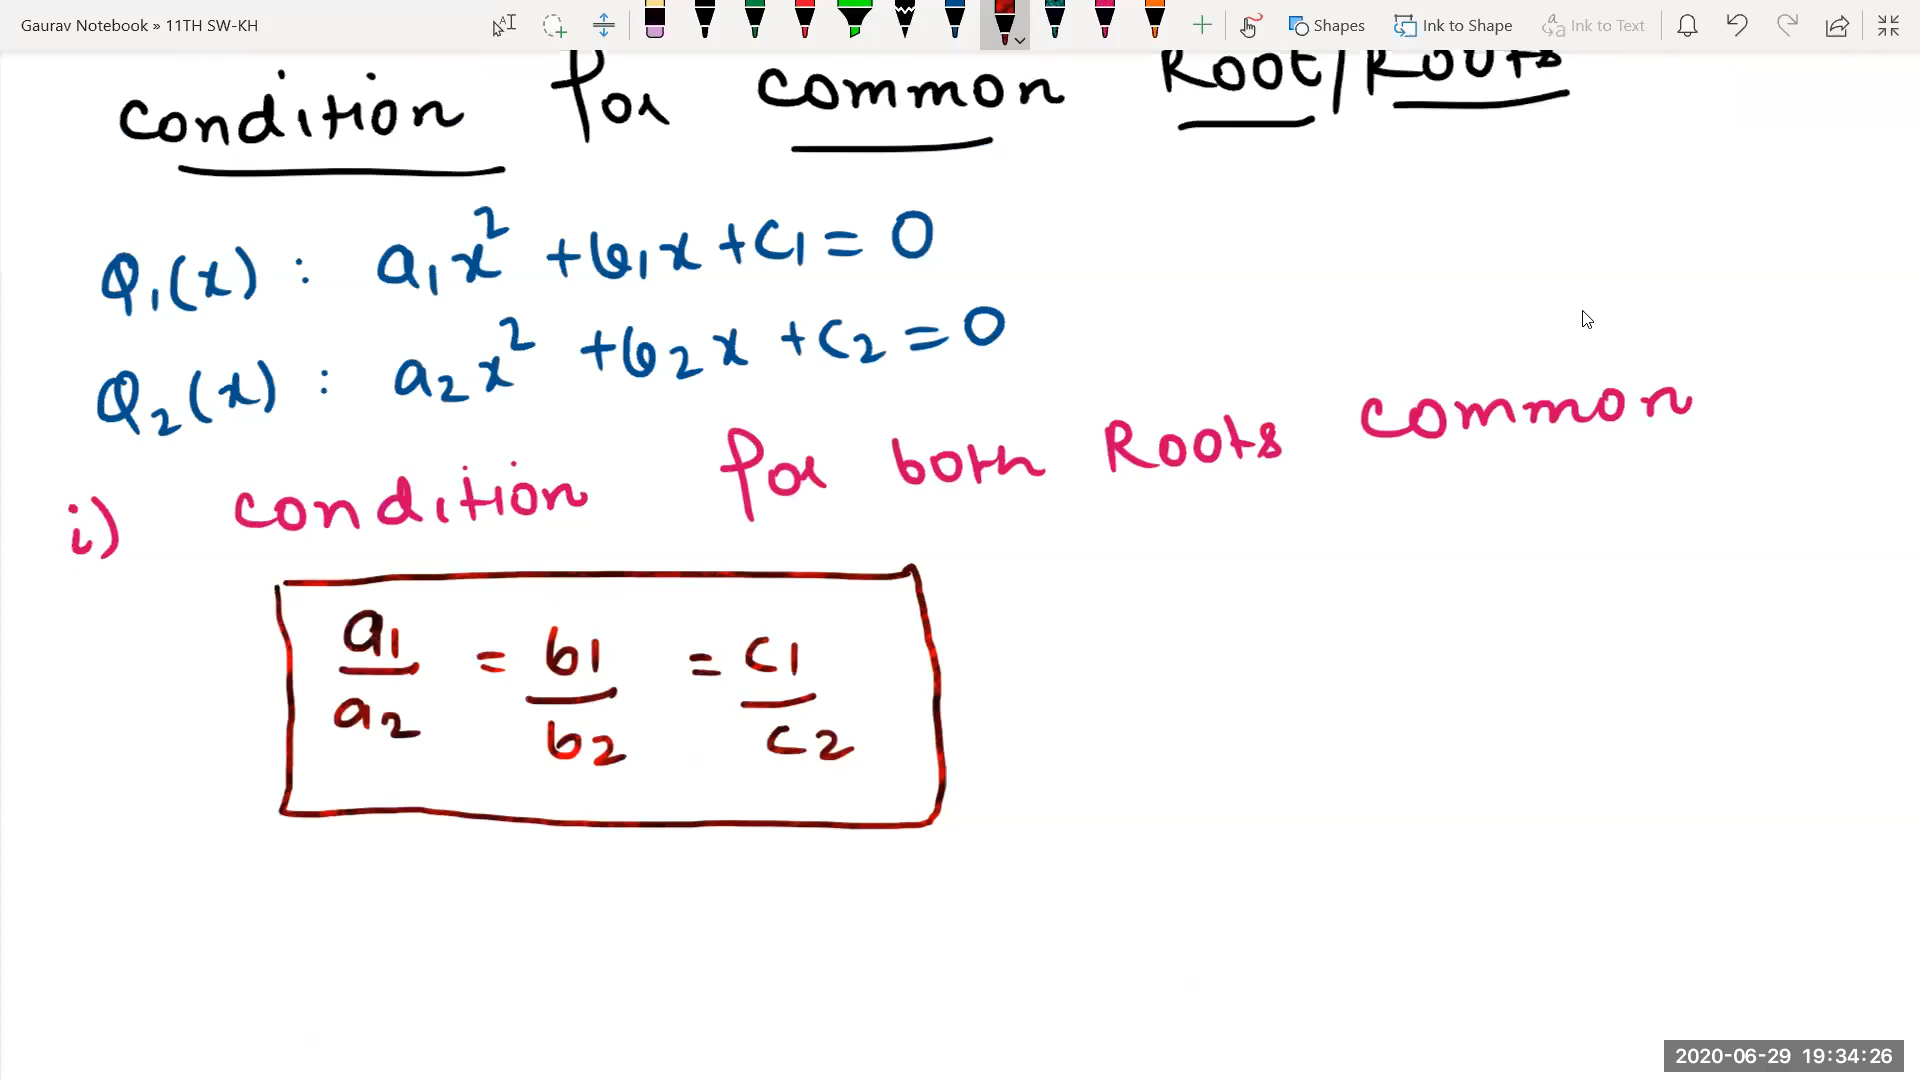 Gaurav Notebook » 11TH SW-KH
Shapes
Ink to Shape
Ink to Text
condition for common Root/Roots
Q₁(x) : a₁x² + b₁x + c₁ = 0
Q₂(x) : a₂x² + b₂x + c₂ = 0
i) condition for both Roots common
a₁/a₂ = b₁/b₂ = c₁/c₂
2020-06-29 19:34:26